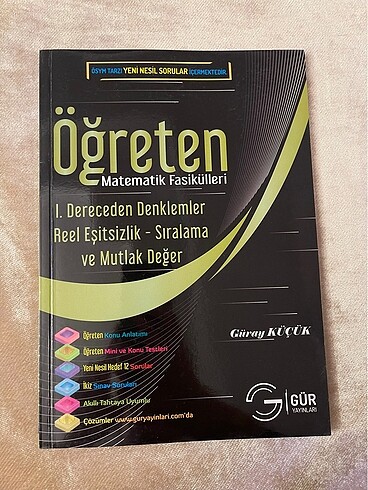 ÖSYM TARZI YENİ NESİL SORULAR İÇERMEKTEDİR.
Öğreten
Matematik Fasikülleri
I. Dereceden Denklemler
Reel Eşitsizlik - Sıralama
ve Mutlak Değer
Öğreten Konu Anlatımı
Öğreten Mini ve Konu Testleri
Yeni Nesil Hedef 12 Sorular
İkiz Sınav Soruları
Akıllı Tahtaya Uyumlu
Çözümler www.guryayinlari.com'da
Güray KÜÇÜK
GÜR
YAYINLARI